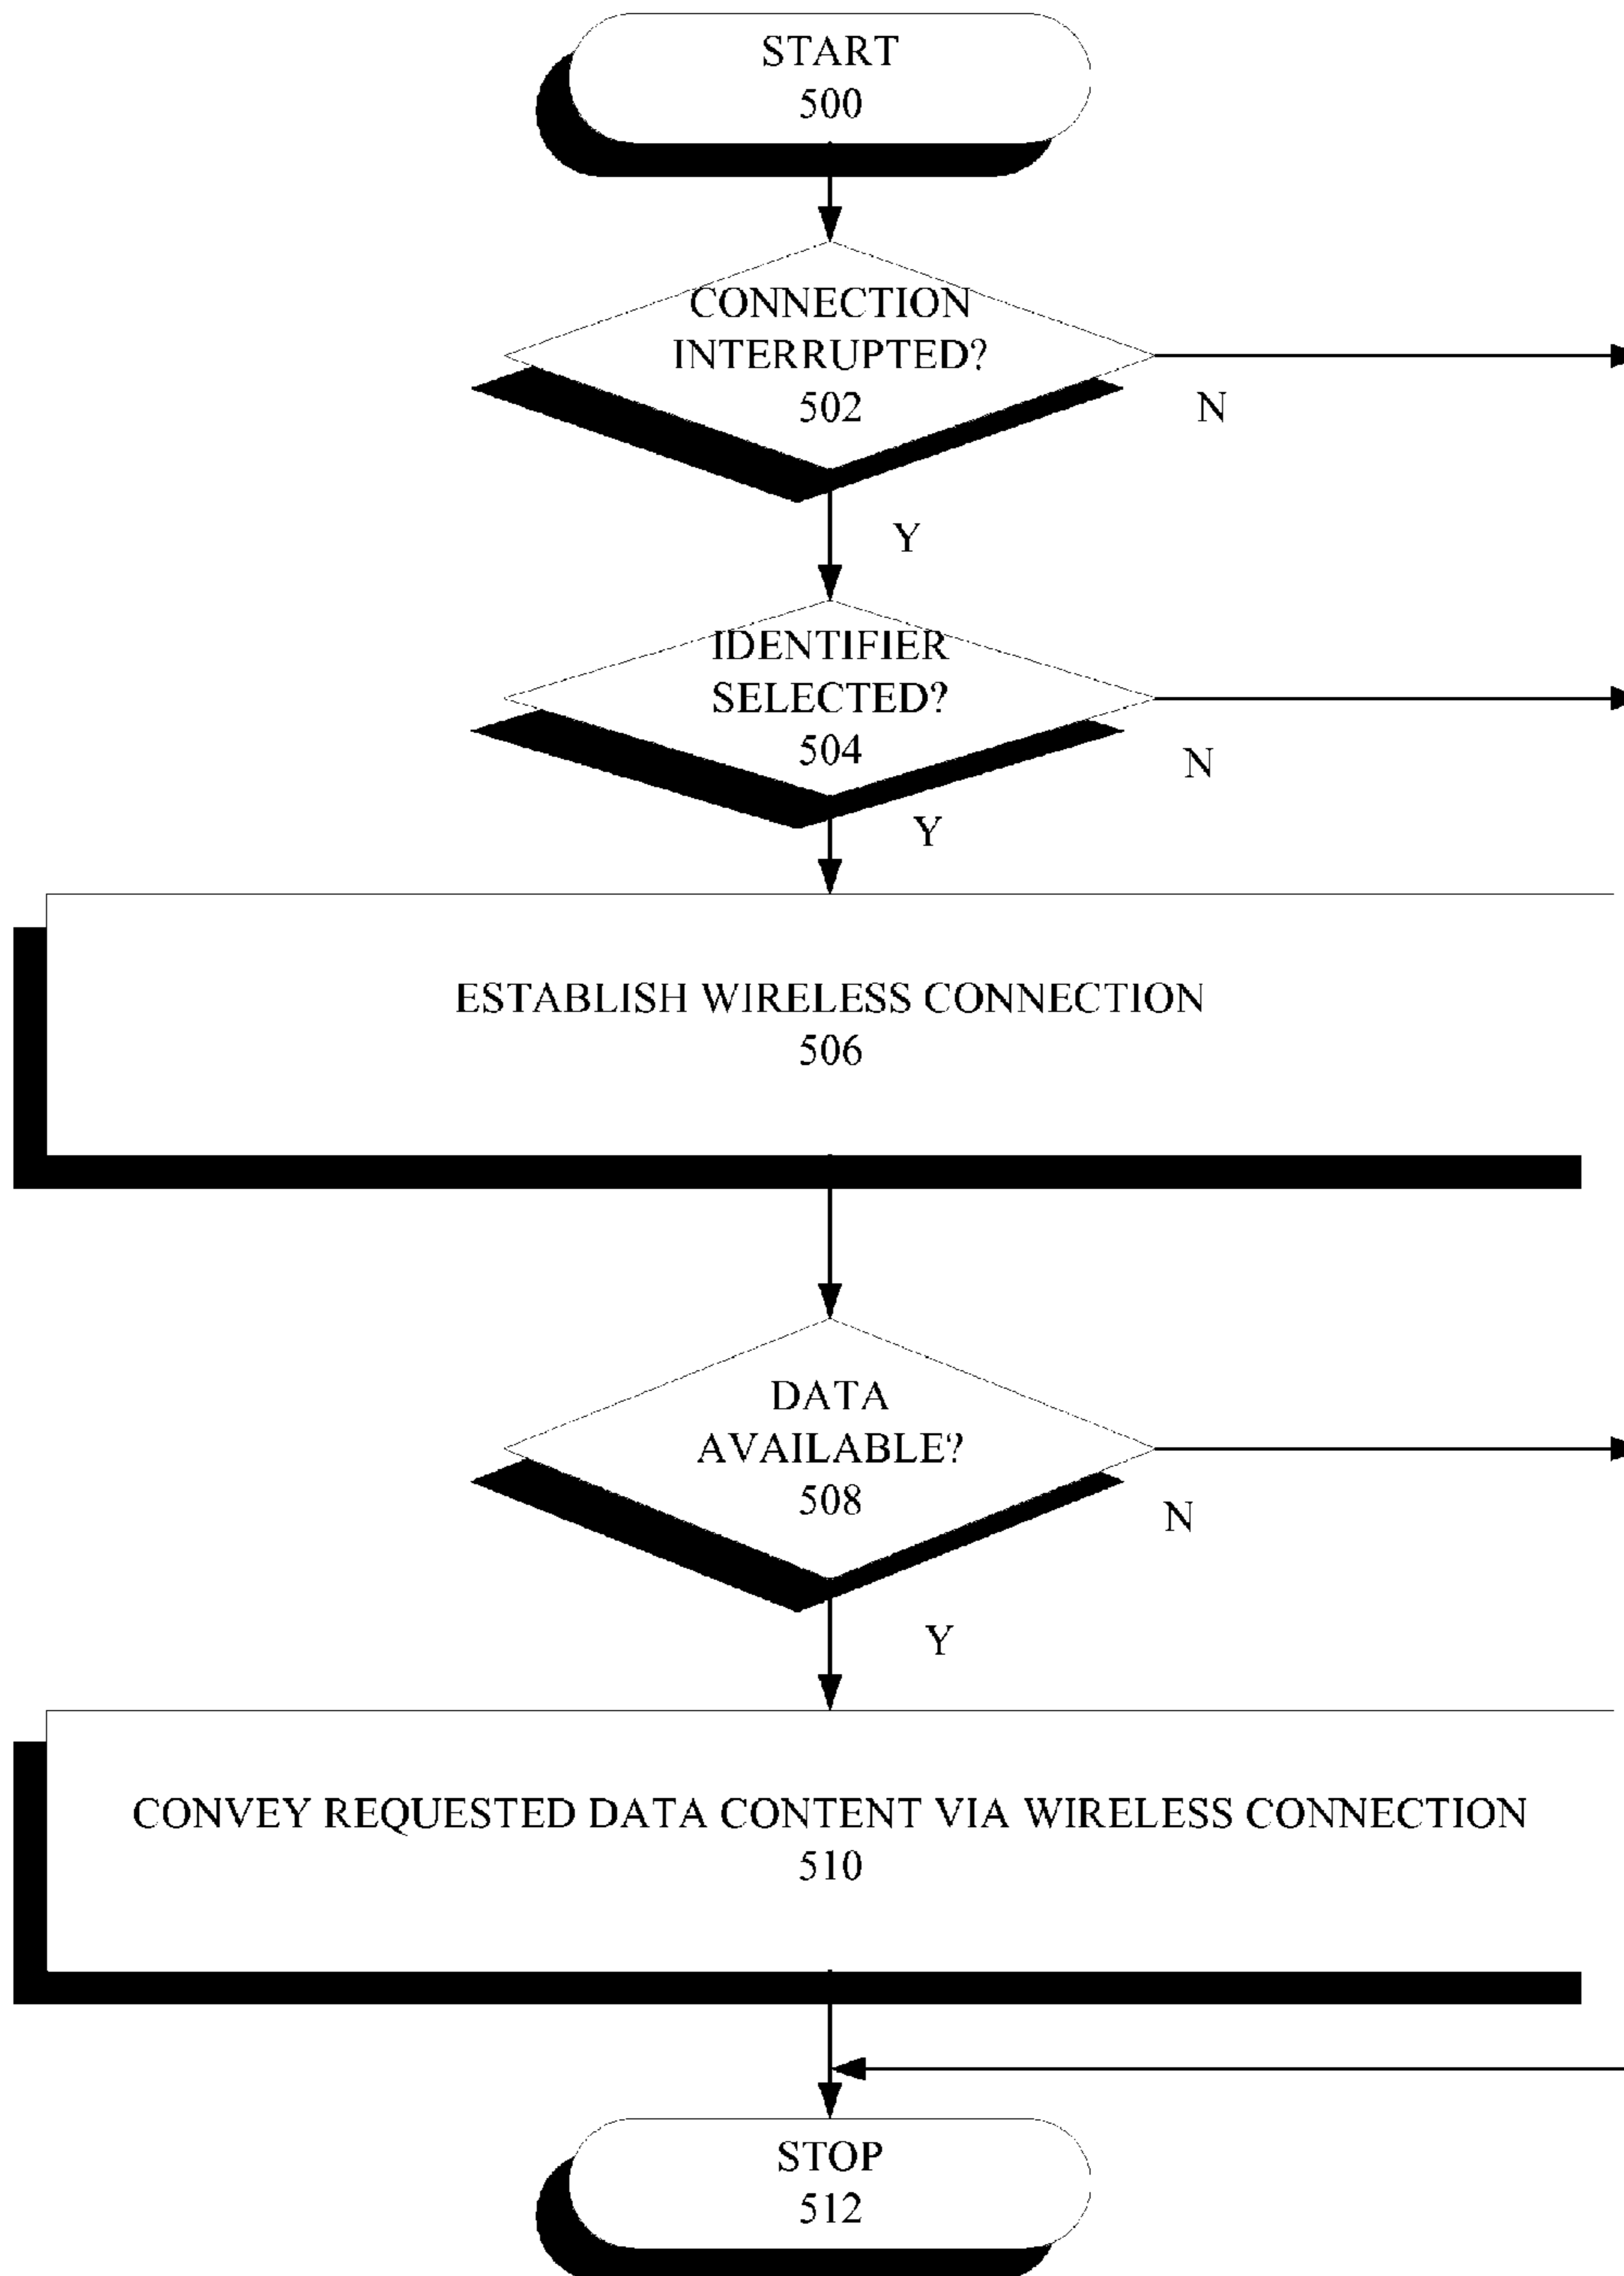 START
500
CONNECTION
INTERRUPTED?
502
N
Y
IDENTIFIER
SELECTED?
504
N
Y
ESTABLISH WIRELESS CONNECTION
506
DATA
AVAILABLE?
508
N
Y
CONVEY REQUESTED DATA CONTENT VIA WIRELESS CONNECTION
510
STOP
512